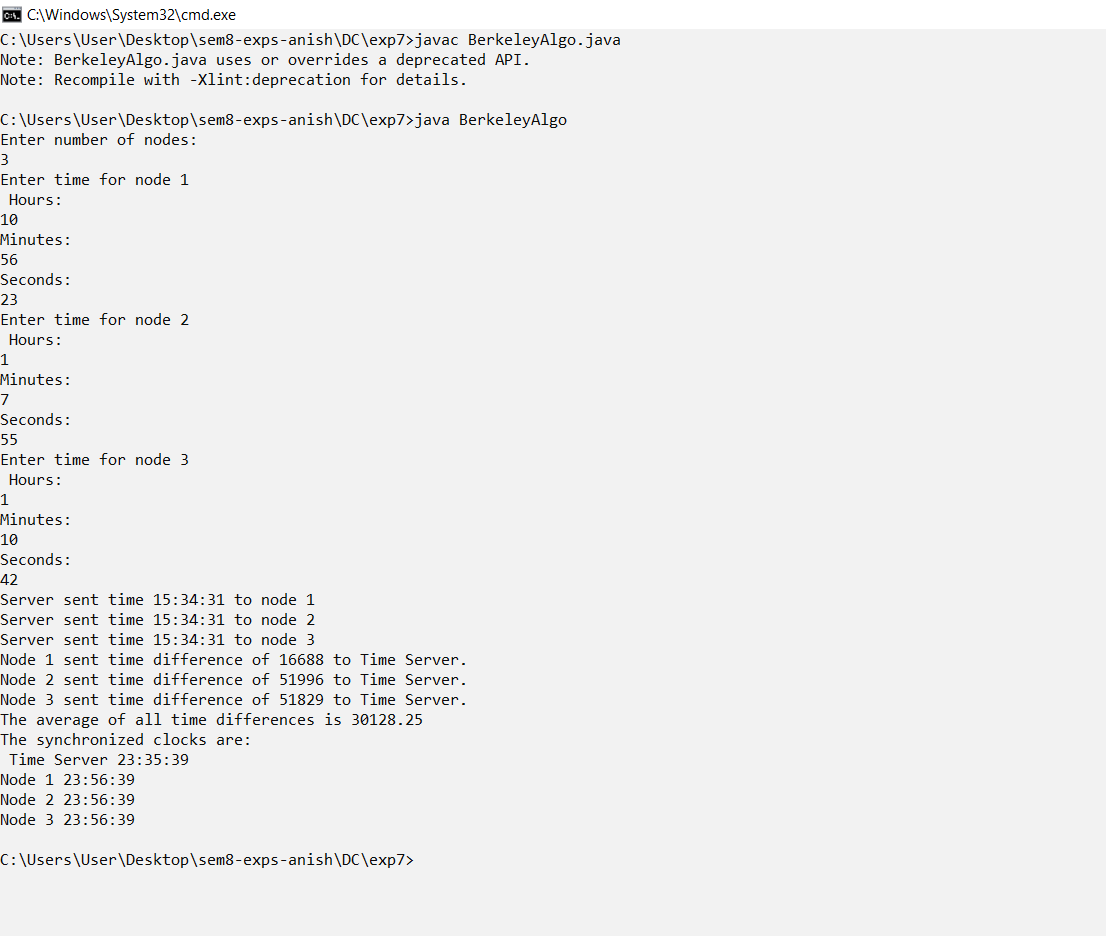 C:\Windows\System32\cmd.exe
C:\Users\User\Desktop\sem8-exps-anish\DC\exp7>javac BerkeleyAlgo.java
Note: BerkeleyAlgo.java uses or overrides a deprecated API.
Note: Recompile with -Xlint:deprecation for details.
C:\Users\User\Desktop\sem8-exps-anish\DC\exp7>java BerkeleyAlgo
Enter number of nodes:
3
Enter time for node 1
 Hours:
10
Minutes:
56
Seconds:
23
Enter time for node 2
 Hours:
1
Minutes:
7
Seconds:
55
Enter time for node 3
 Hours:
1
Minutes:
10
Seconds:
42
Server sent time 15:34:31 to node 1
Server sent time 15:34:31 to node 2
Server sent time 15:34:31 to node 3
Node 1 sent time difference of 16688 to Time Server.
Node 2 sent time difference of 51996 to Time Server.
Node 3 sent time difference of 51829 to Time Server.
The average of all time differences is 30128.25
The synchronized clocks are:
 Time Server 23:35:39
Node 1 23:56:39
Node 2 23:56:39
Node 3 23:56:39
C:\Users\User\Desktop\sem8-exps-anish\DC\exp7>